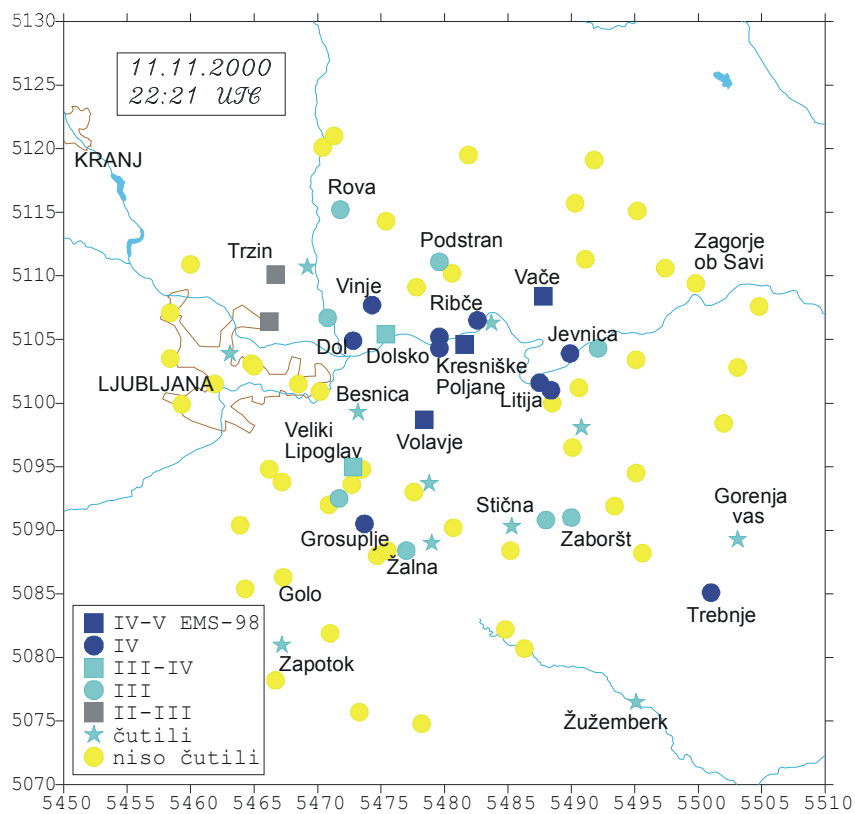 5130
5125
5120
5115
5110
5105
5100
5095
5090
5085
5080
5075
5070
11.11.2000
22:21 UTC
KRANJ
Rova
Trzin
Podstran
Zagorje
ob Savi
Vinje
Vače
Ribče
Dol
Dolsko
Jevnica
Kresniške
Poljane
LJUBLJANA
Besnica
Litija
Veliki
Lipoglav
Volavje
Stična
Gorenja
vas
Grosuplje
Zaboršt
Žalna
Golo
Trebnje
Zapotok
Žužemberk
IV-V EMS-98
IV
III-IV
III
II-III
čutili
niso čutili
5450 5455 5460 5465 5470 5475 5480 5485 5490 5495 5500 5505 5510